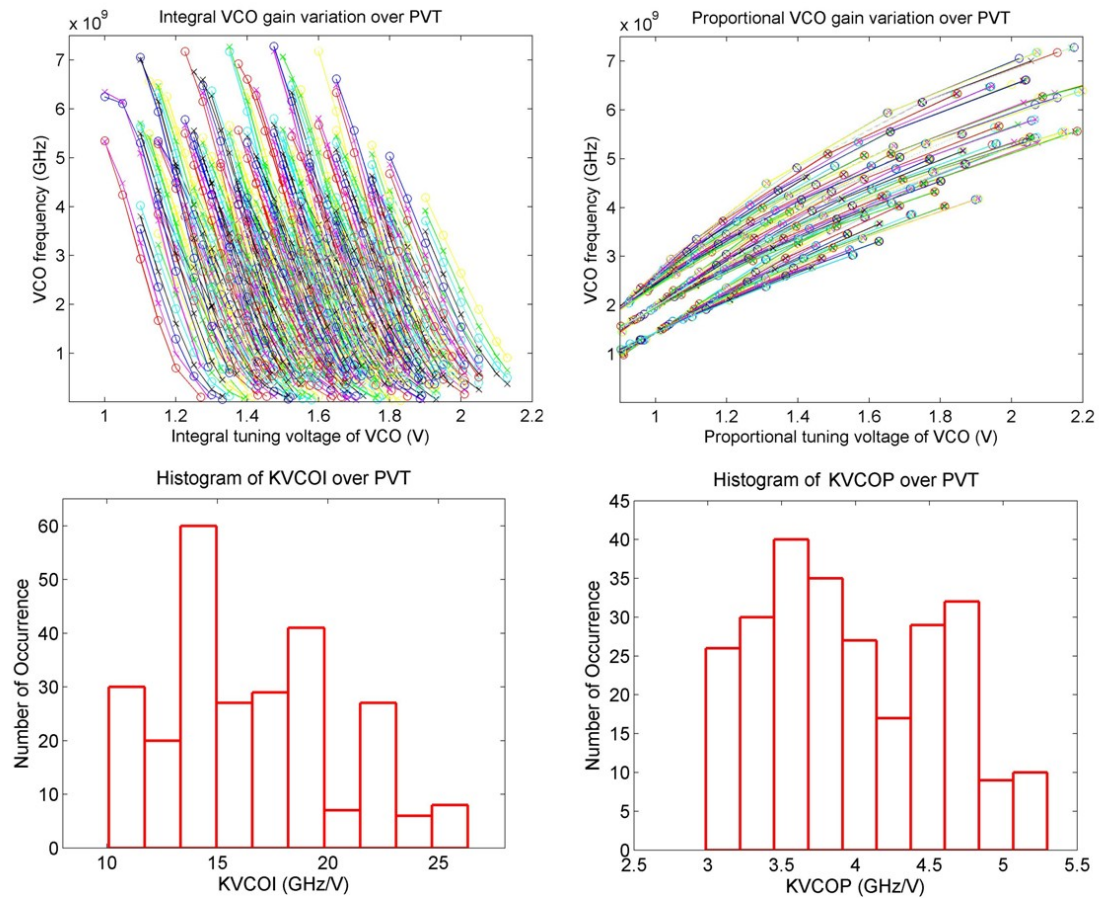 Integral VCO gain variation over PVT
x 10^9
VCO frequency (GHz)
7
6
5
4
3
2
1
1 1.2 1.4 1.6 1.8 2 2.2
Integral tuning voltage of VCO (V)
Proportional VCO gain variation over PVT
x 10^9
VCO frequency (GHz)
7
6
5
4
3
2
1
1 1.2 1.4 1.6 1.8 2 2.2
Proportional tuning voltage of VCO (V)
Histogram of KVCOI over PVT
Number of Occurrence
60
50
40
30
20
10
0
10 15 20 25
KVCOI (GHz/V)
Histogram of KVCOP over PVT
Number of Occurrence
45
40
35
30
25
20
15
10
5
0
2.5 3 3.5 4 4.5 5 5.5
KVCOP (GHz/V)